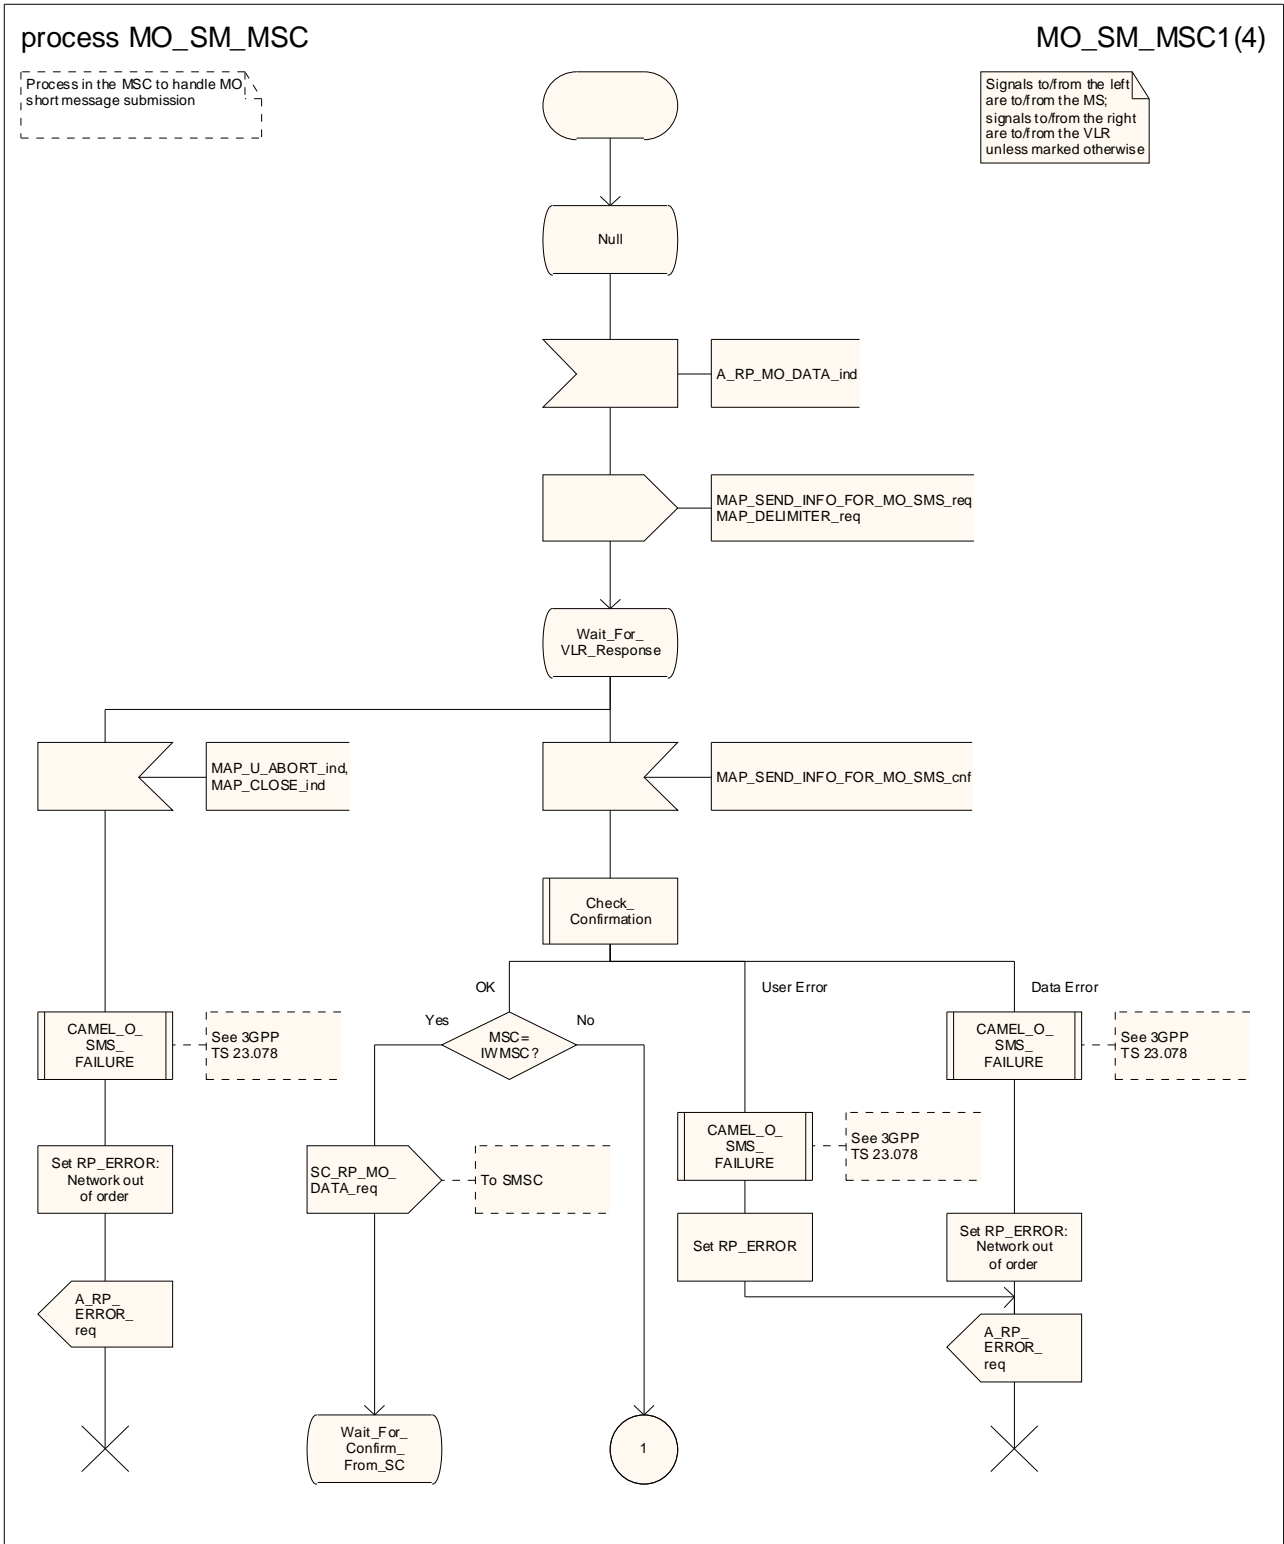 process MO_SM_MSC
MO_SM_MSC1(4)
Process in the MSC to handle MO
short message submission
Signals to/from the left
are to/from the MS;
signals to/from the right
are to/from the VLR
unless marked otherwise
Null
A_RP_MO_DATA_ind
MAP_SEND_INFO_FOR_MO_SMS_req
MAP_DELIMITER_req
Wait_For_
VLR_Response
MAP_U_ABORT_ind,
MAP_CLOSE_ind
MAP_SEND_INFO_FOR_MO_SMS_cnf
Check_
Confirmation
OK
User Error
Data Error
Yes
No
CAMEL_O_
SMS_
FAILURE
See 3GPP
TS 23.078
MSC=
IWMSC?
CAMEL_O_
SMS_
FAILURE
See 3GPP
TS 23.078
CAMEL_O_
SMS_
FAILURE
See 3GPP
TS 23.078
Set RP_ERROR:
Network out
of order
SC_RP_MO_
DATA_req
To SMSC
Set RP_ERROR
Set RP_ERROR:
Network out
of order
A_RP_
ERROR_
req
A_RP_
ERROR_
req
Wait_For_
Confirm_
From_SC
1